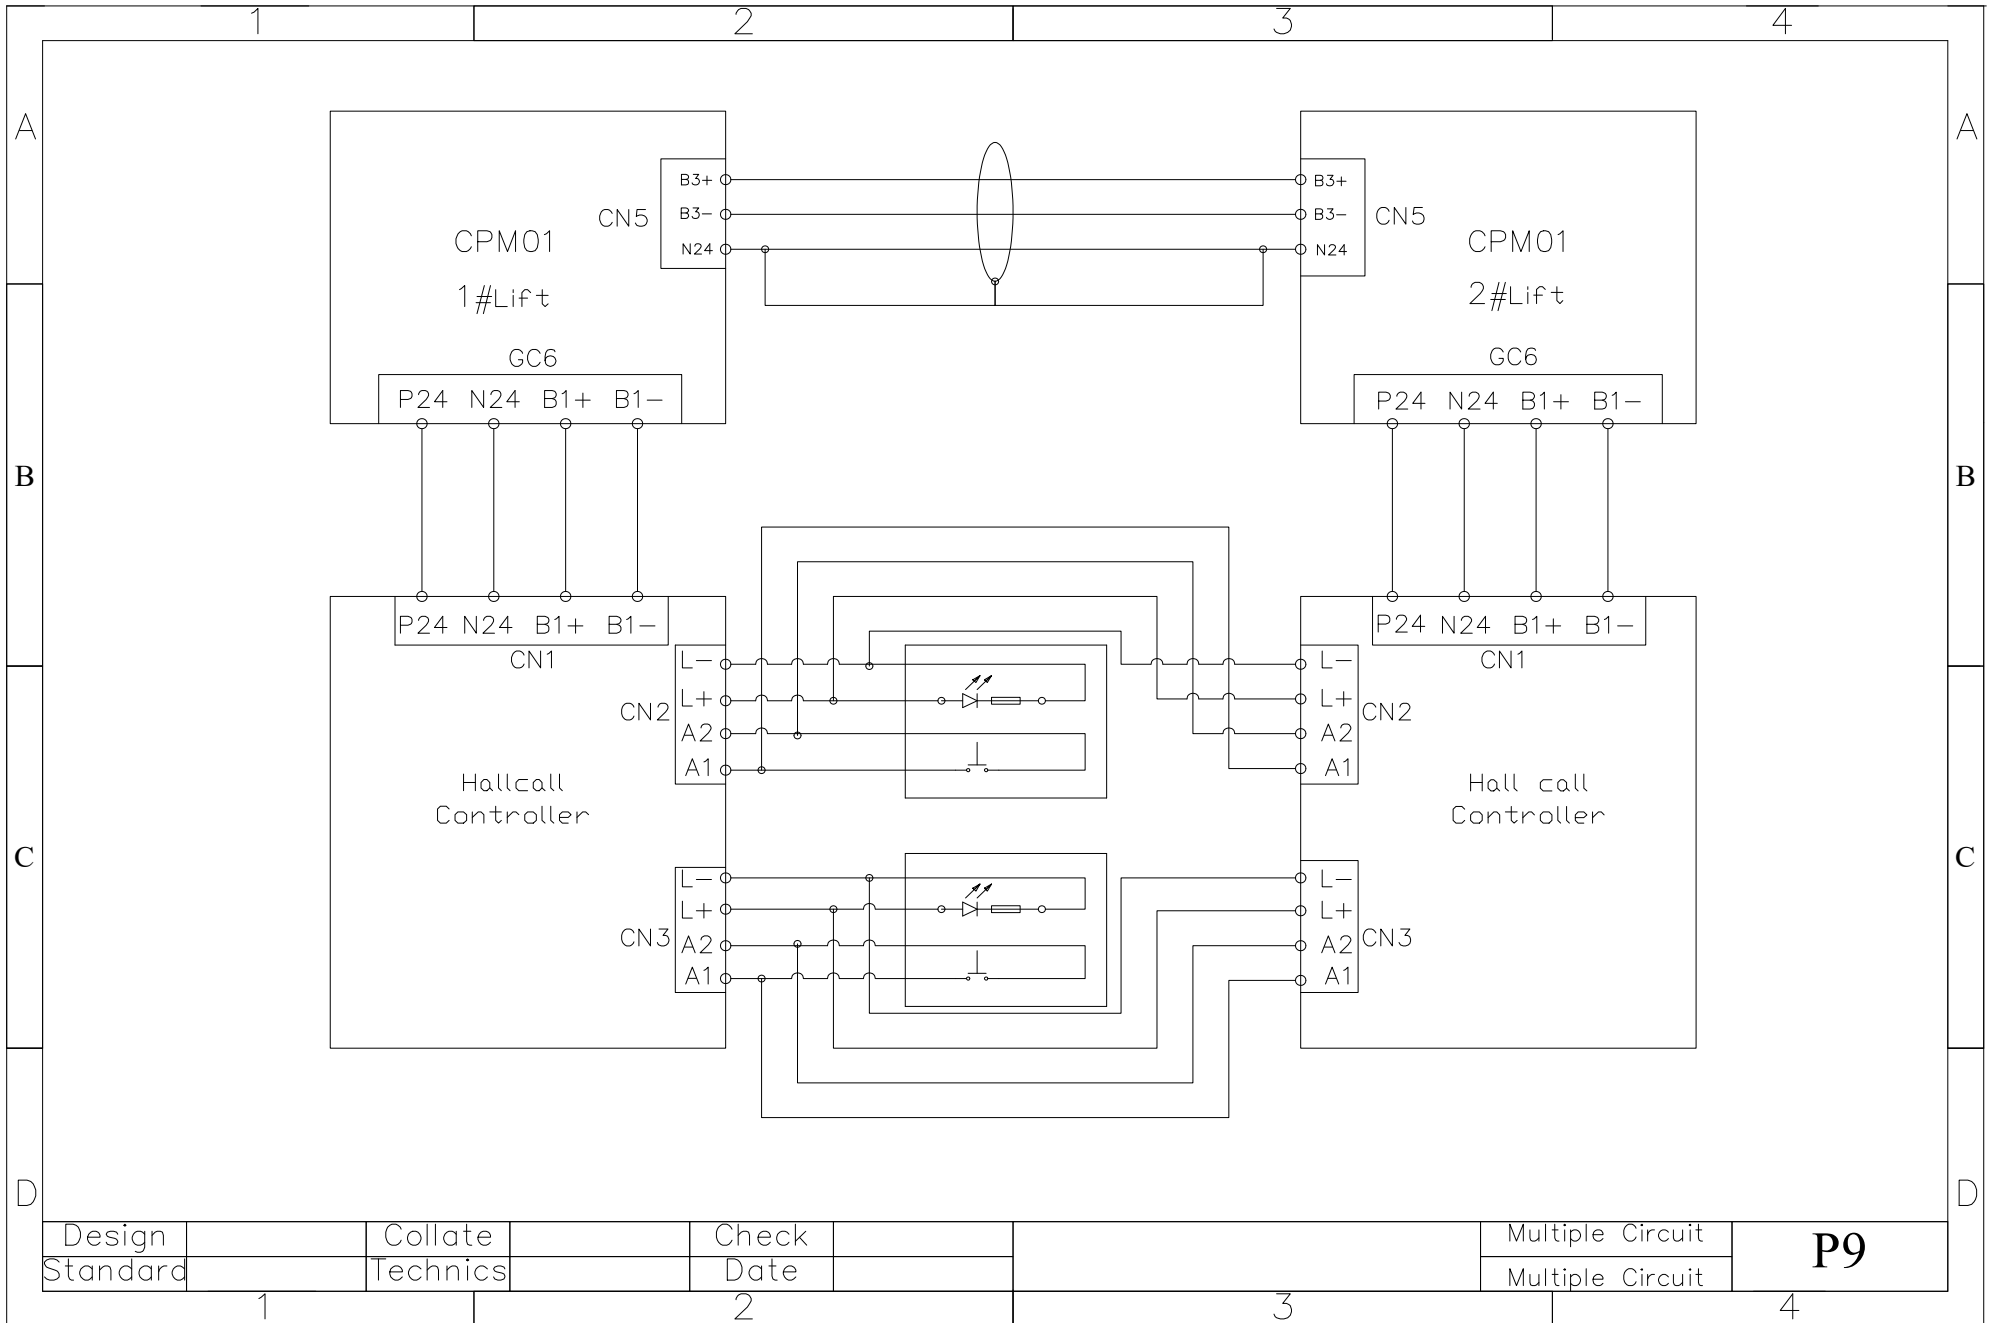 1 2 3 4
A A
B3+ B3+
CN5 B3- B3- CN5
N24 N24
CPM01 CPM01
1#Lift 2#Lift
GC6 GC6
P24 N24 B1+ B1- P24 N24 B1+ B1-
B B
P24 N24 B1+ B1- P24 N24 B1+ B1-
CN1 CN1
L- L-
L+ L+
CN2 CN2
A2 A2
A1 A1
Hallcall Hall call
Controller Controller
C C
L- L-
L+ L+
CN3 A2 A2 CN3
A1 A1
D D
Design Collate Check Multiple Circuit P9
Standard Technics Date Multiple Circuit
1 2 3 4